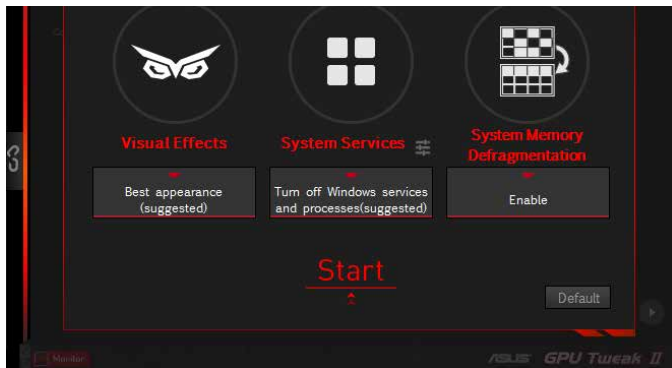 Visual Effects
System Services
System Memory
Defragmentation
Best appearance
(suggested)
Turn off Windows services
and processes(suggested)
Enable
Start
Default
Monitor
ASUS GPU Tweak II